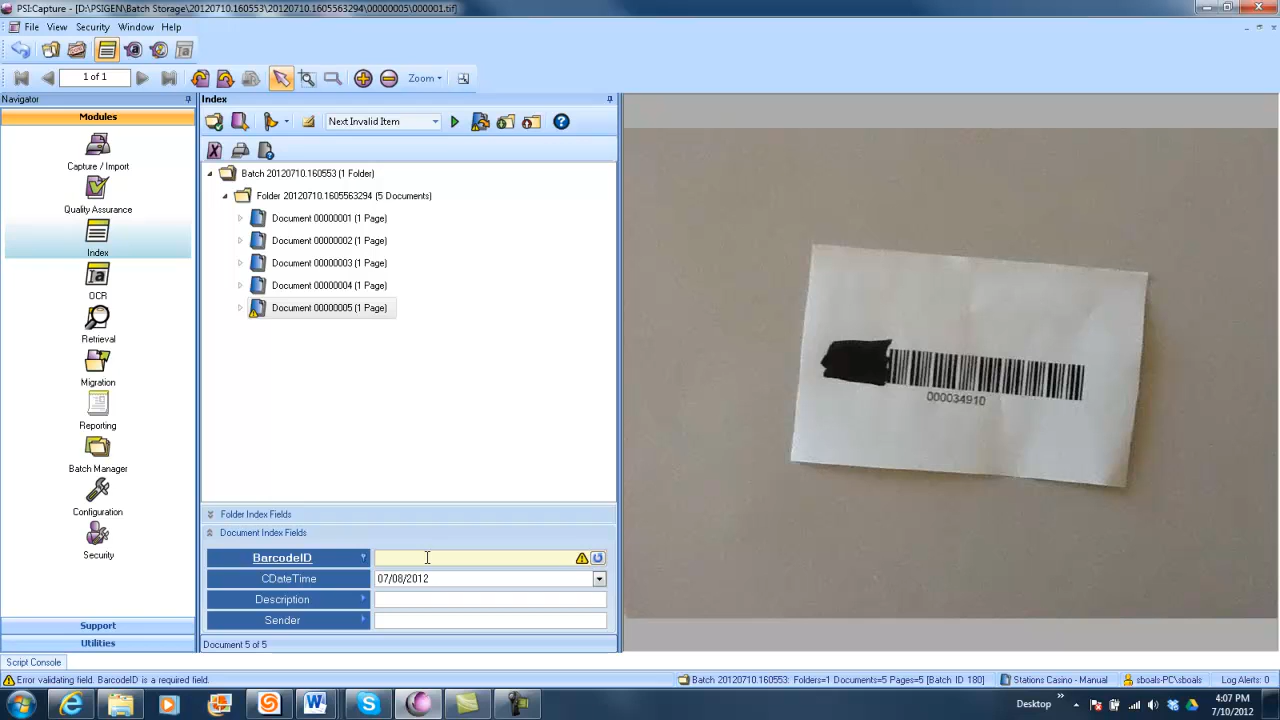 PSI:Capture - [D:\PSIGEN\Batch Storage\20120710.160553\20120710.1605563294\00000005\000001.tif]
File View Security Window Help
1 of 1
Zoom
Navigator
Index
Modules
Next Invalid Item
Capture / Import
Quality Assurance
Index
OCR
Retrieval
Migration
Reporting
Batch Manager
Configuration
Security
Support
Utilities
Batch 20120710.160553 (1 Folder)
Folder 20120710.1605563294 (5 Documents)
Document 00000001 (1 Page)
Document 00000002 (1 Page)
Document 00000003 (1 Page)
Document 00000004 (1 Page)
Document 00000005 (1 Page)
000034910
Folder Index Fields
Document Index Fields
BarcodeID
CDateTime 07/08/2012
Description
Sender
Document 5 of 5
Script Console
Error validating field. BarcodeID is a required field.
Batch 20120710.160553: Folders=1 Documents=5 Pages=5 [Batch ID 180]
Stations Casino - Manual
sboals-PC\sboals
Log Alerts: 0
Desktop
4:07 PM
7/10/2012